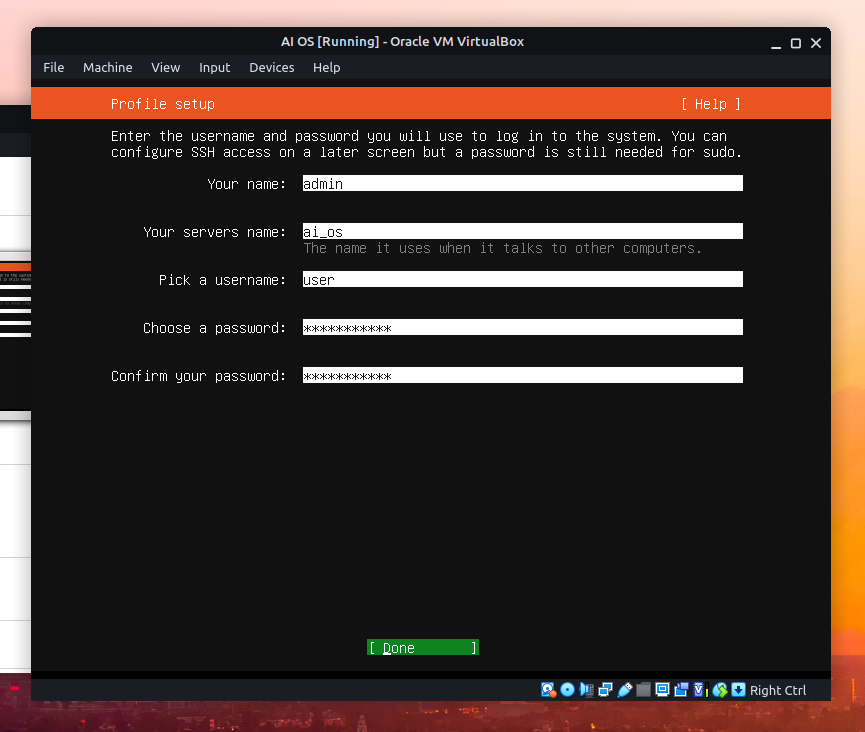 AI OS [Running] - Oracle VM VirtualBox
File Machine View Input Devices Help
Profile setup [ Help ]
Enter the username and password you will use to log in to the system. You can
configure SSH access on a later screen but a password is still needed for sudo.
Your name: admin
Your servers name: ai_os
The name it uses when it talks to other computers.
Pick a username: user
Choose a password: ***********
Confirm your password: ***********
[ Done ]
Right Ctrl